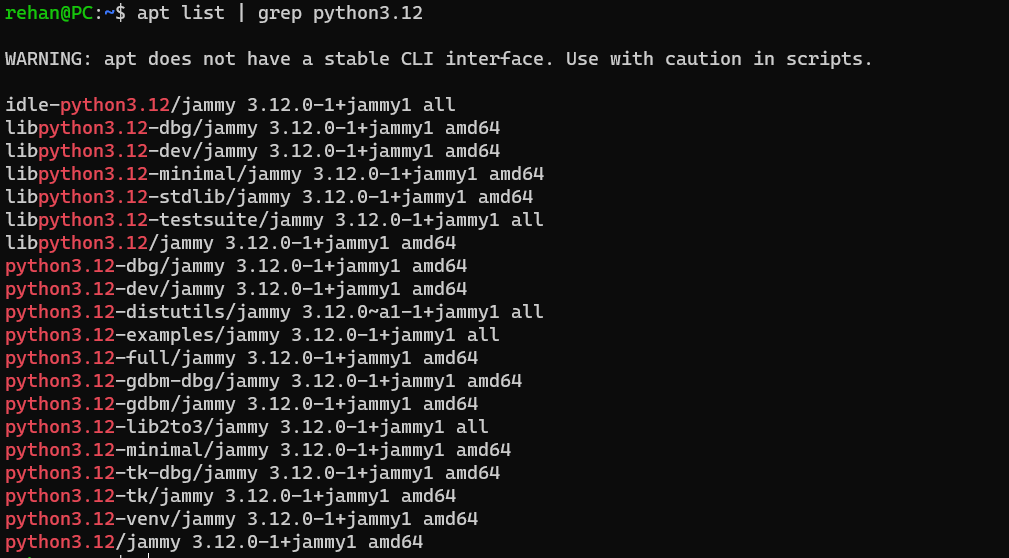 rehan@PC:~$ apt list | grep python3.12
WARNING: apt does not have a stable CLI interface. Use with caution in scripts.
idle-python3.12/jammy 3.12.0-1+jammy1 all
libpython3.12-dbg/jammy 3.12.0-1+jammy1 amd64
libpython3.12-dev/jammy 3.12.0-1+jammy1 amd64
libpython3.12-minimal/jammy 3.12.0-1+jammy1 amd64
libpython3.12-stdlib/jammy 3.12.0-1+jammy1 amd64
libpython3.12-testsuite/jammy 3.12.0-1+jammy1 all
libpython3.12/jammy 3.12.0-1+jammy1 amd64
python3.12-dbg/jammy 3.12.0-1+jammy1 amd64
python3.12-dev/jammy 3.12.0-1+jammy1 amd64
python3.12-distutils/jammy 3.12.0~a1-1+jammy1 all
python3.12-examples/jammy 3.12.0-1+jammy1 all
python3.12-full/jammy 3.12.0-1+jammy1 amd64
python3.12-gdbm-dbg/jammy 3.12.0-1+jammy1 amd64
python3.12-gdbm/jammy 3.12.0-1+jammy1 amd64
python3.12-lib2to3/jammy 3.12.0-1+jammy1 all
python3.12-minimal/jammy 3.12.0-1+jammy1 amd64
python3.12-tk-dbg/jammy 3.12.0-1+jammy1 amd64
python3.12-tk/jammy 3.12.0-1+jammy1 amd64
python3.12-venv/jammy 3.12.0-1+jammy1 amd64
python3.12/jammy 3.12.0-1+jammy1 amd64